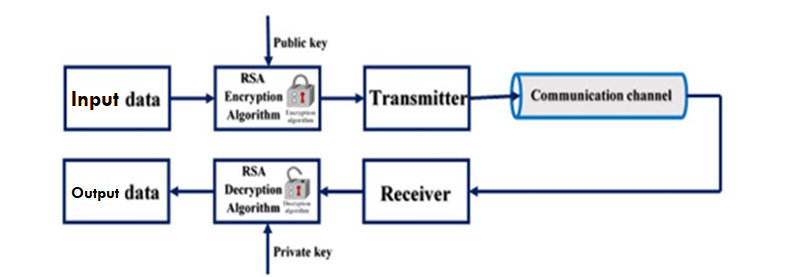 Public key
Input data
RSA
Encryption
Algorithm
Encryption
algorithm
Transmitter
Communication channel
Output data
RSA
Decryption
Algorithm
Decryption
algorithm
Receiver
Private key